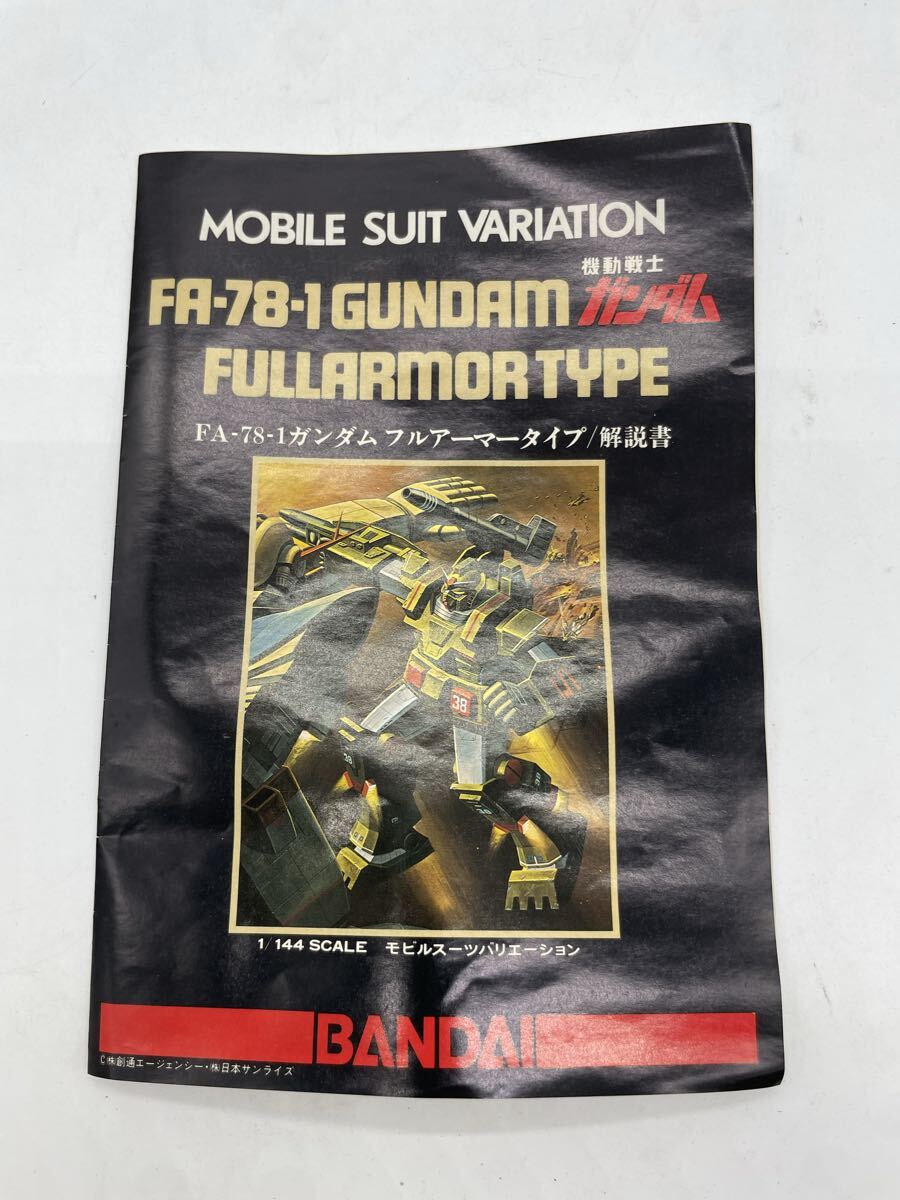 MOBILE SUIT VARIATION
機動戦士
FA-78-1 GUNDAM ガンダム
FULLARMOR TYPE
FA-78-1ガンダム フルアーマータイプ/解説書
38
1/144 SCALE モビルスーツバリエーション
BANDAI
C㈱創通エージェンシー・㈱日本サンライズ